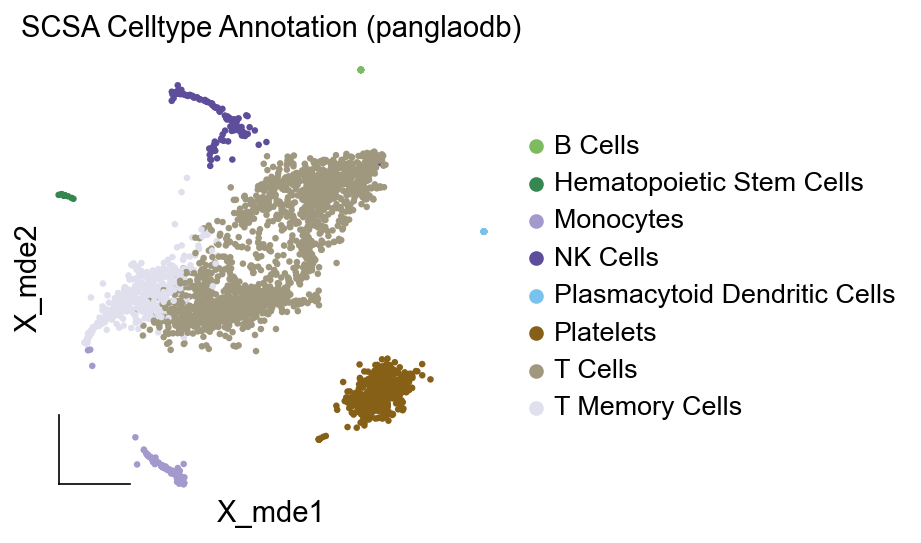 SCSA Celltype Annotation (panglaodb)
B Cells
Hematopoietic Stem Cells
Monocytes
NK Cells
Plasmacytoid Dendritic Cells
Platelets
T Cells
T Memory Cells
X_mde2
X_mde1